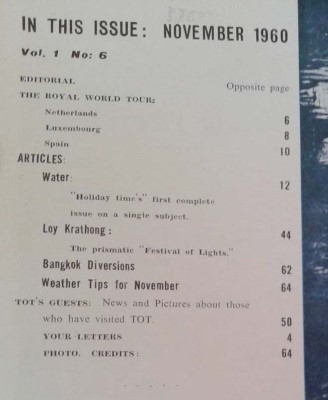 IN THIS ISSUE: NOVEMBER 1960
Vol. 1 No: 6
EDITORIAL Opposite page
THE ROYAL WORLD TOUR:
Netherlands 6
Luxembourg 8
Spain 10
ARTICLES:
Water: 12
"Holiday time's" first complete
issue on a single subject.
Loy Krathong: 44
The prismatic "Festival of Lights."
Bangkok Diversions 62
Weather Tips for November 64
TOT'S GUESTS: News and Pictures about those
who have visited TOT. 50
YOUR LETTERS 4
PHOTO. CREDITS: 64